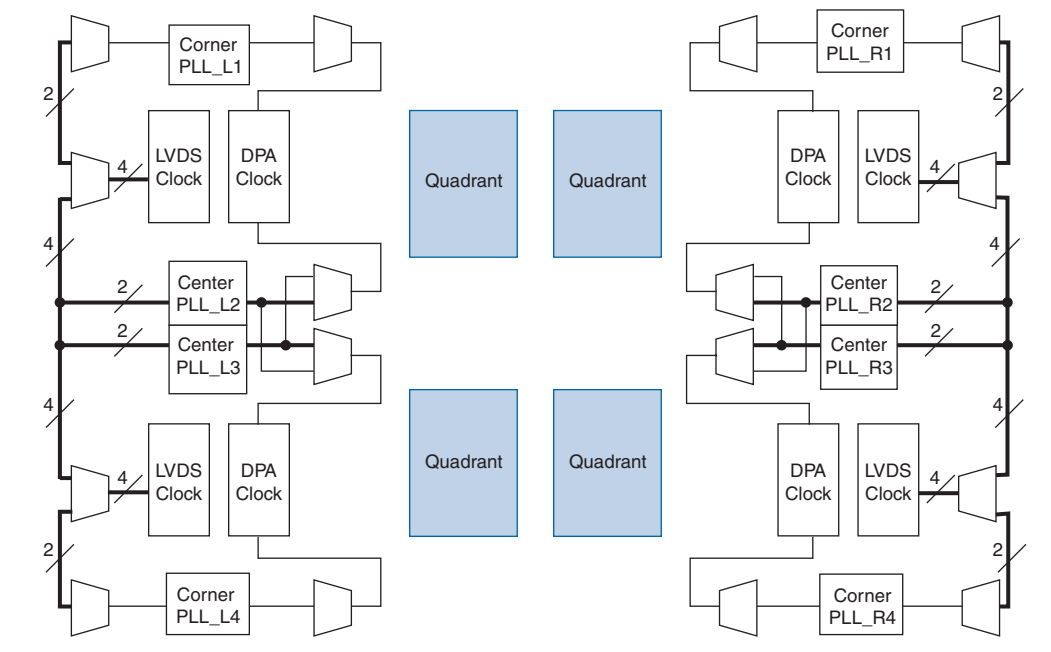 Corner
PLL_L1
Corner
PLL_R1
2
2
4
LVDS
Clock
DPA
Clock
Quadrant
Quadrant
DPA
Clock
LVDS
Clock
4
4
4
2
Center
PLL_L2
Center
PLL_R2
2
2
Center
PLL_L3
Center
PLL_R3
2
4
4
4
LVDS
Clock
DPA
Clock
Quadrant
Quadrant
DPA
Clock
LVDS
Clock
4
2
2
Corner
PLL_L4
Corner
PLL_R4